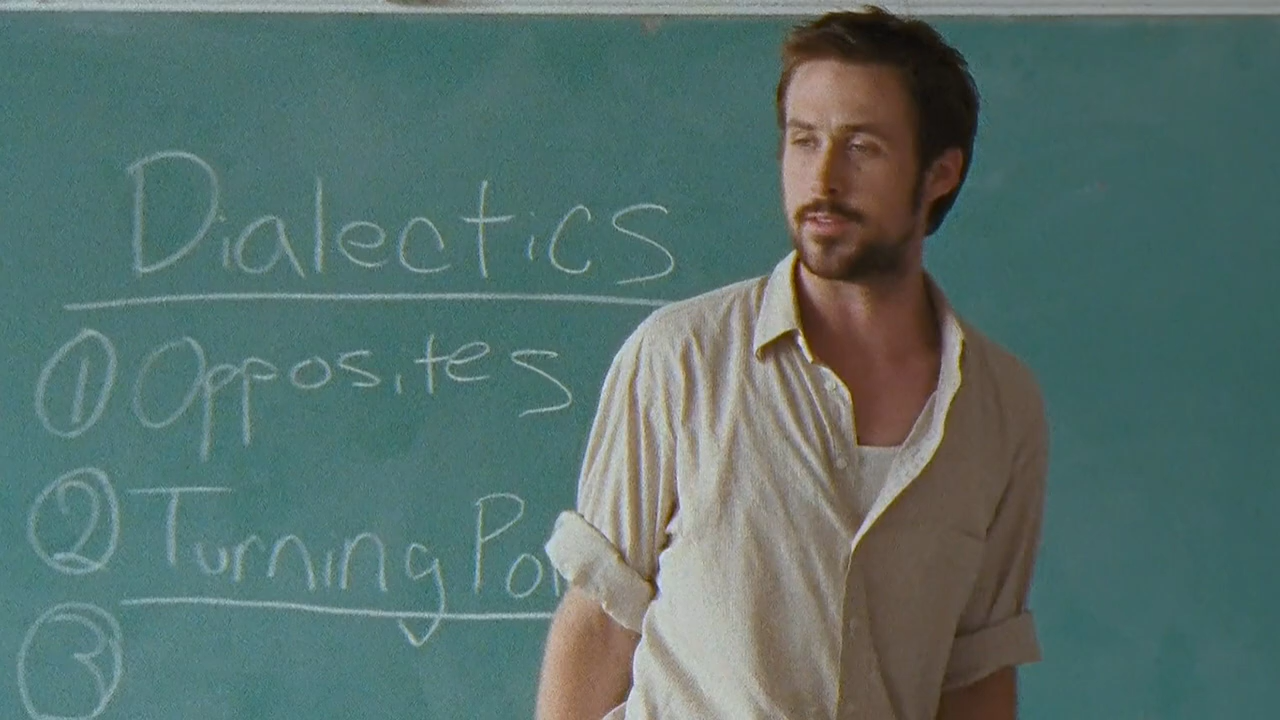 Dialectics
① Opposites
② Turning
③